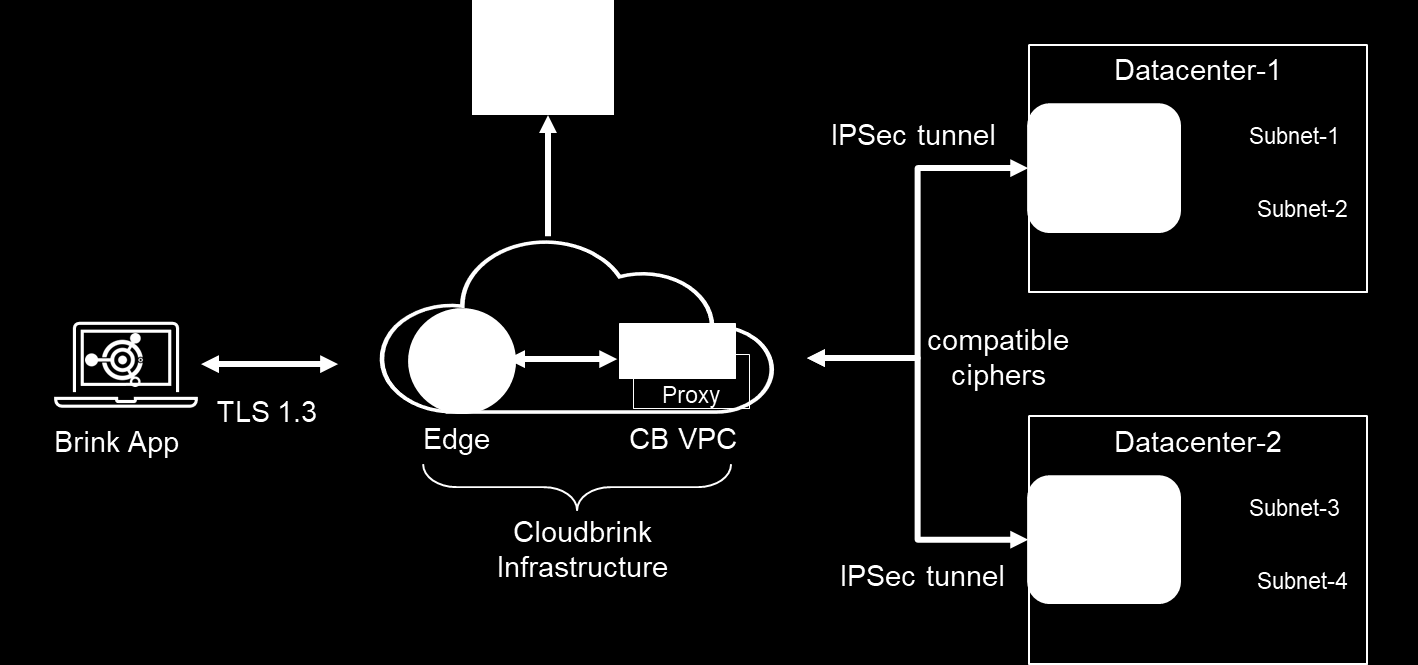 Datacenter-1
IPSec tunnel
Subnet-1
Subnet-2
compatible
ciphers
Proxy
TLS 1.3
Brink App
Edge
CB VPC
Datacenter-2
Subnet-3
Cloudbrink
Infrastructure
IPSec tunnel
Subnet-4